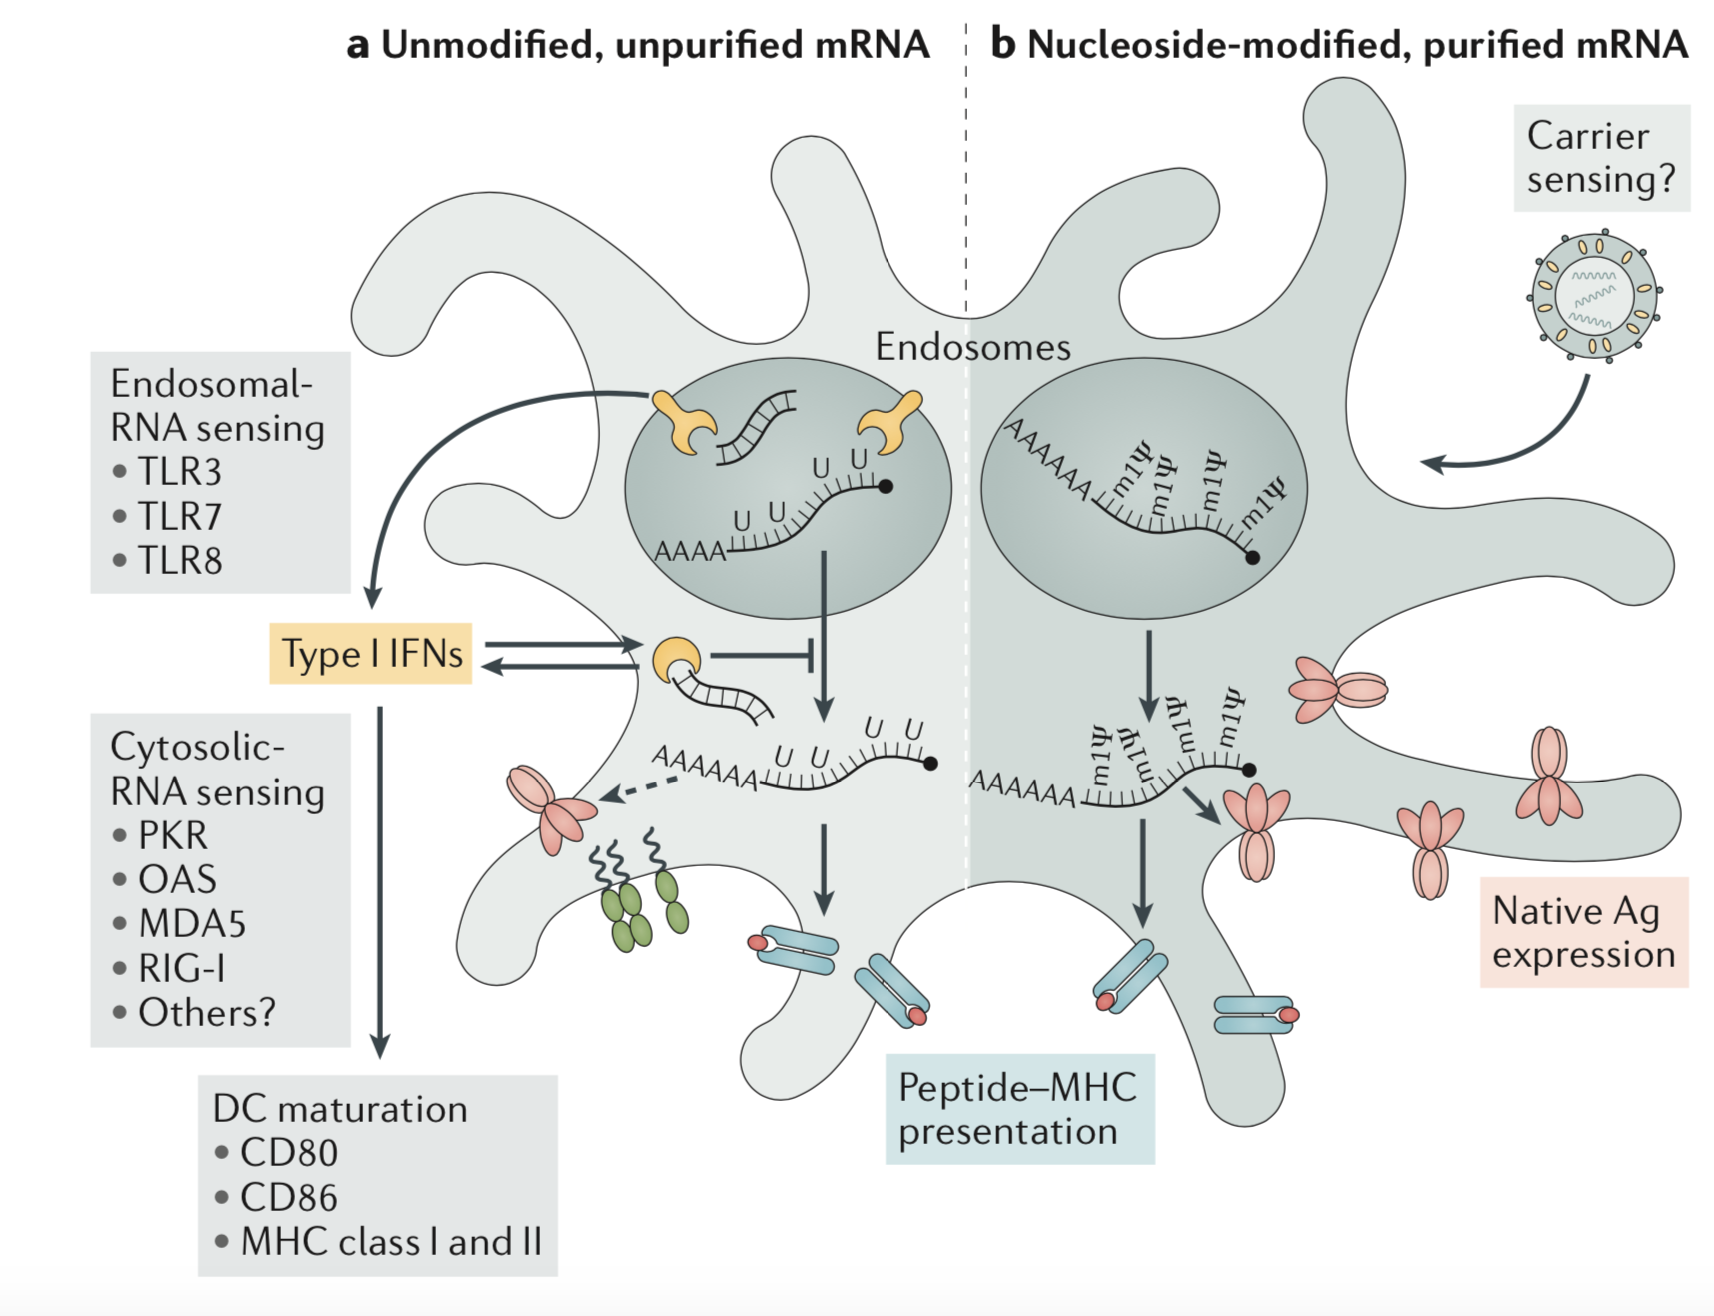 a Unmodified, unpurified mRNA
b Nucleoside-modified, purified mRNA
Carrier
sensing?
Endosomes
Endosomal-
RNA sensing
• TLR3
• TLR7
• TLR8
U U
U U
AAAA
AAAAAA
m1Ψ
m1Ψ
m1Ψ
m1Ψ
Type I IFNs
Cytosolic-
RNA sensing
• PKR
• OAS
• MDA5
• RIG-I
• Others?
U U
U U
AAAAAA
AAAAAA
m1Ψ
m1Ψ
m1Ψ
m1Ψ
Native Ag
expression
Peptide–MHC
presentation
DC maturation
• CD80
• CD86
• MHC class I and II